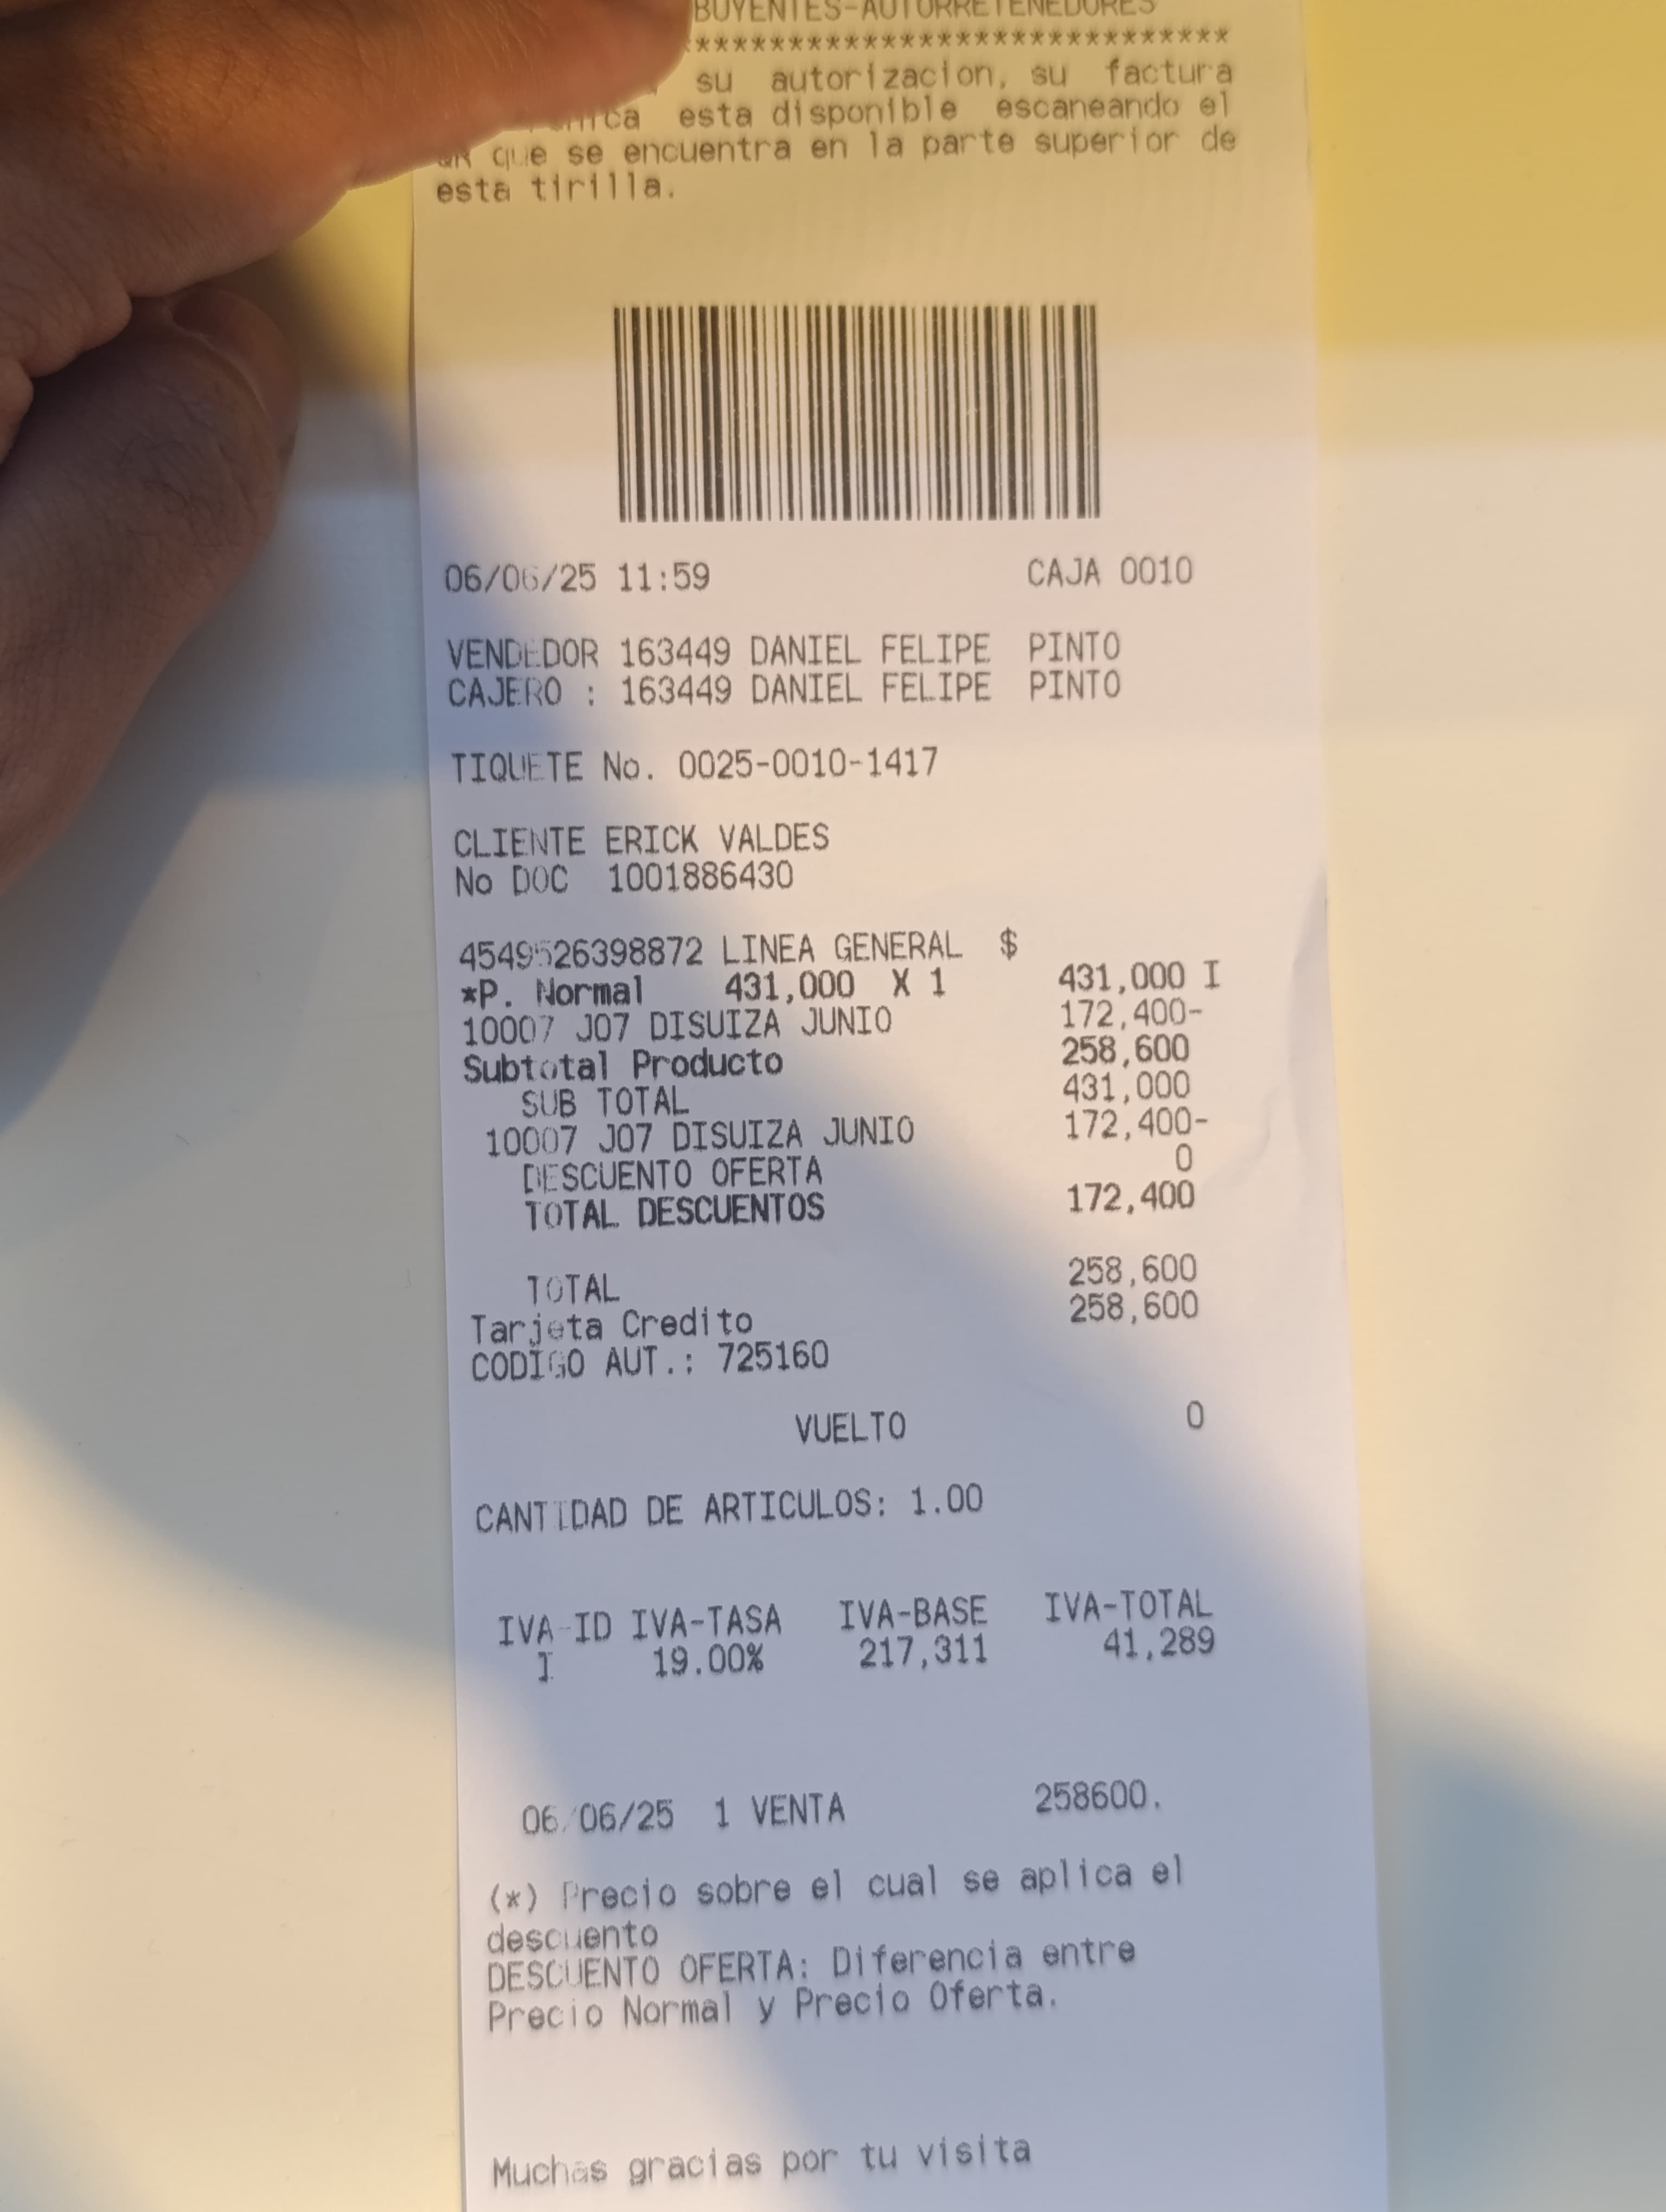 BUYENTES-AUTORRETENEDORES
*****************************
su autorizacion, su factura
esta disponible escaneando el
QR que se encuentra en la parte superior de
esta tirilla.
06/06/25 11:59 CAJA 0010
VENDEDOR 163449 DANIEL FELIPE PINTO
CAJERO : 163449 DANIEL FELIPE PINTO
TIQUETE No. 0025-0010-1417
CLIENTE ERICK VALDES
No DOC 1001886430
4549526398872 LINEA GENERAL $
*P. Normal 431,000 X 1 431,000 I
10007 J07 DISUIZA JUNIO 172,400-
Subtotal Producto 258,600
SUB TOTAL 431,000
10007 J07 DISUIZA JUNIO 172,400-
DESCUENTO OFERTA 0
TOTAL DESCUENTOS 172,400
TOTAL 258,600
Tarjeta Credito 258,600
CODIGO AUT.: 725160
VUELTO 0
CANTIDAD DE ARTICULOS: 1.00
IVA-ID IVA-TASA IVA-BASE IVA-TOTAL
I 19.00% 217,311 41,289
06/06/25 1 VENTA 258600.
(*) Precio sobre el cual se aplica el
descuento
DESCUENTO OFERTA: Diferencia entre
Precio Normal y Precio Oferta.
Muchas gracias por tu visita